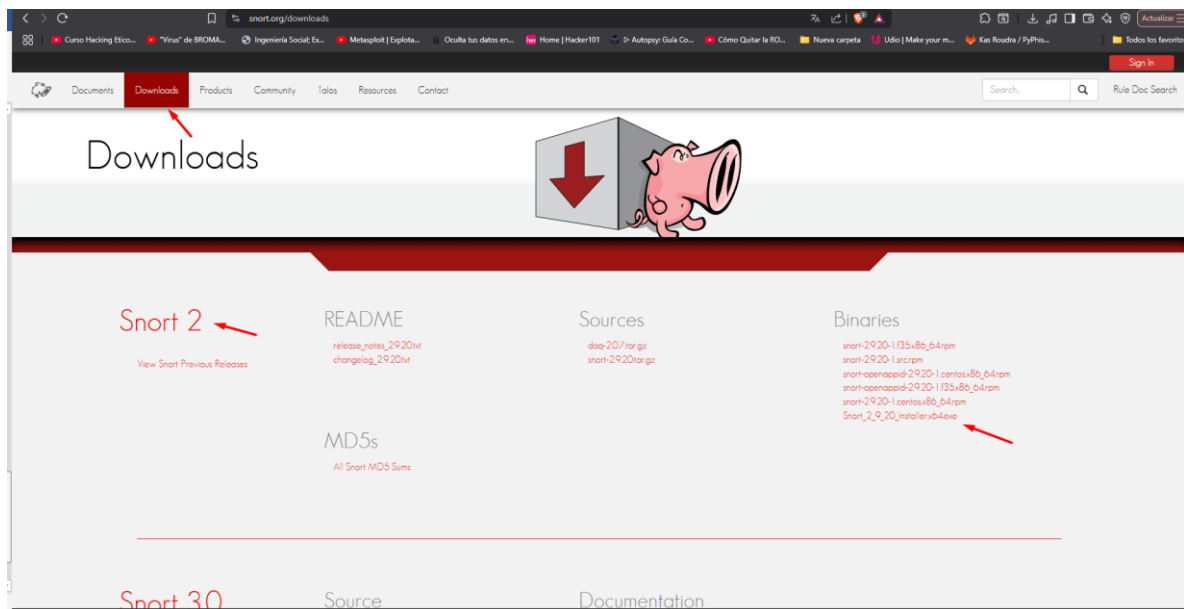 snort.org/downloads
Actualizar
Curso Hacking Etico...
"Virus" de BROMA...
Ingeniería Social; Ex...
Metasploit | Explota...
Oculta tus datos en...
Home | Hacker101
▷ Autopsy: Guía Co...
Cómo Quitar la RO...
Nueva carpeta
Udio | Make your m...
Kas Roudra / PyPhis...
Todos los favorito
Sign In
Documents
Downloads
Products
Community
Talos
Resources
Contact
Search..
Rule Doc Search
Downloads
Snort 2
View Snort Previous Releases
README
release_notes_2.9.20.txt
changelog_2.9.20.txt
Sources
daq-2.0.7.tar.gz
snort-2.9.20.tar.gz
Binaries
snort-2.9.20-1.f35.x86_64.rpm
snort-2.9.20-1.src.rpm
snort-openappid-2.9.20-1.centos.x86_64.rpm
snort-openappid-2.9.20-1.f35.x86_64.rpm
snort-2.9.20-1.centos.x86_64.rpm
Snort_2_9_20_Installer.x64.exe
MD5s
All Snort MD5 Sums
Snort 3.0
Source
Documentation